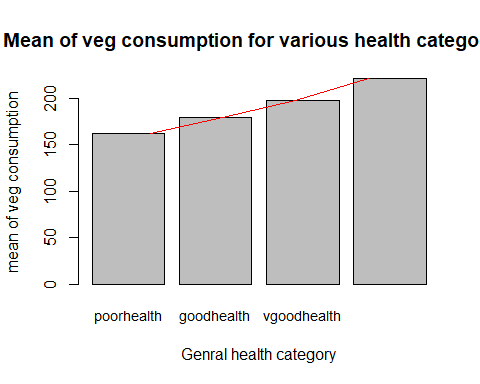 Mean of veg consumption for various health catego
mean of veg consumption
200
150
100
50
0
poorhealth goodhealth vgoodhealth
Genral health category